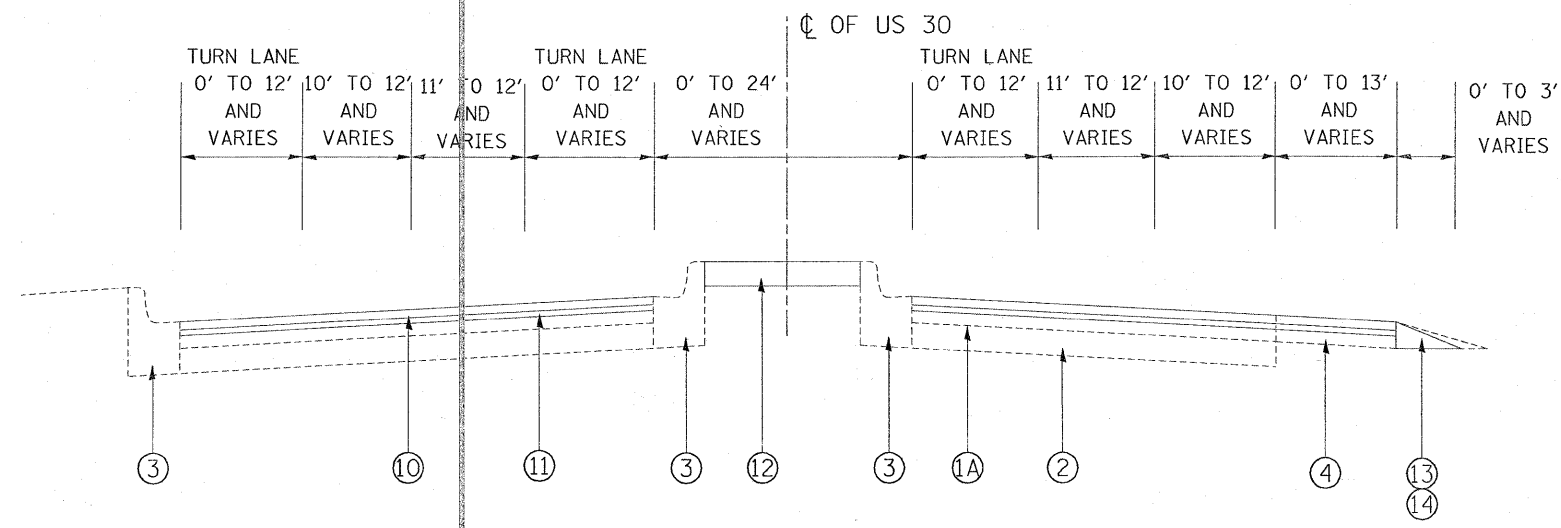 ℄ OF US 30
TURN LANE
0' TO 12'
AND
VARIES
10' TO 12'
AND
VARIES
11' TO 12'
AND
VARIES
TURN LANE
0' TO 12'
AND
VARIES
0' TO 24'
AND
VARIES
TURN LANE
0' TO 12'
AND
VARIES
11' TO 12'
AND
VARIES
10' TO 12'
AND
VARIES
0' TO 13'
AND
VARIES
0' TO 3'
AND
VARIES
3
10
11
3
12
3
1A
2
4
13
14